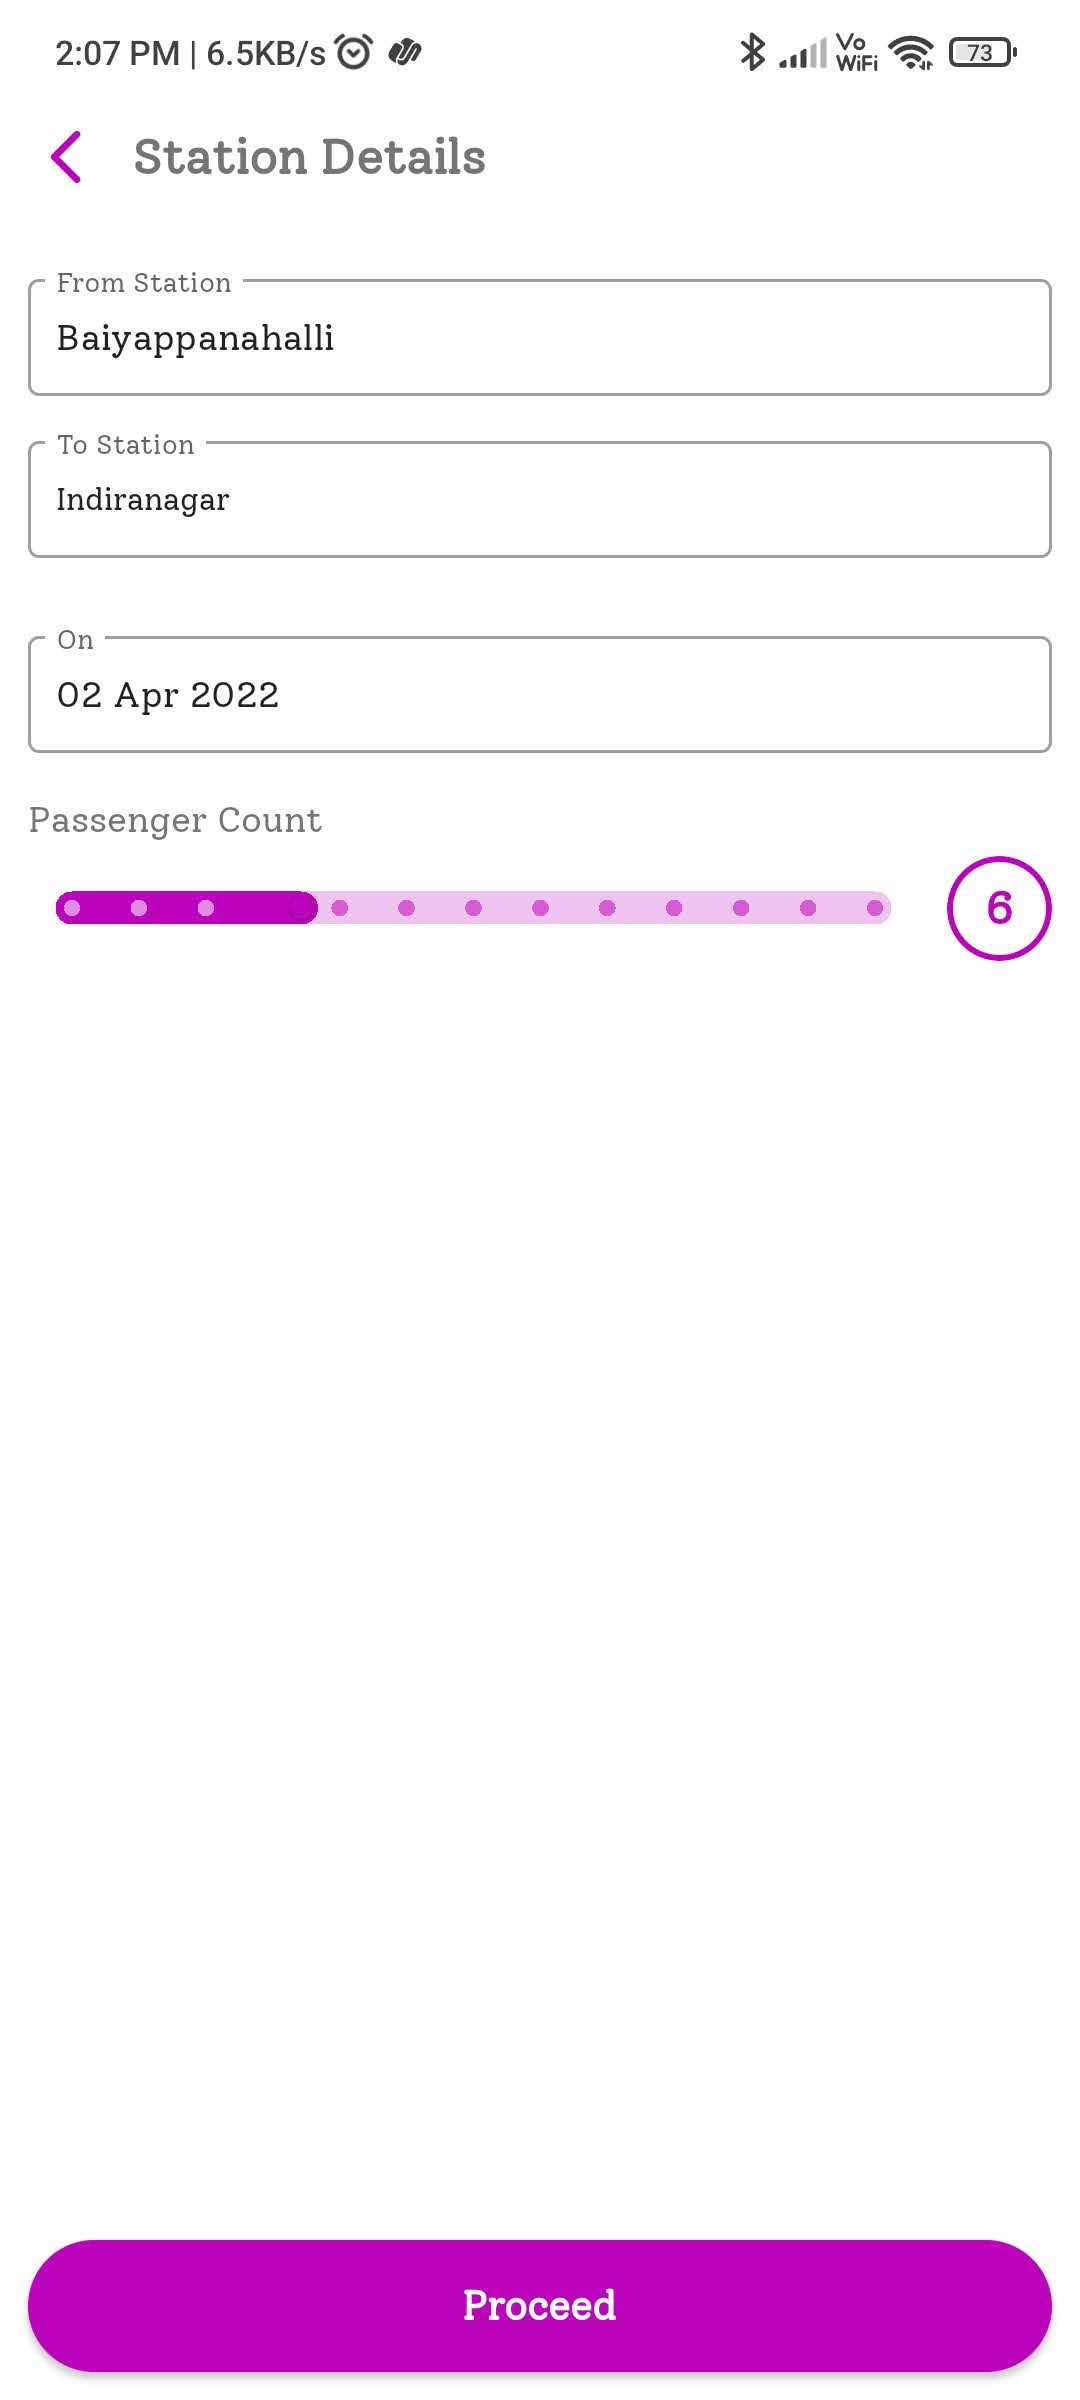 2:07 PM | 6.5KB/s Vo WiFi 73
Station Details
From Station
Baiyappanahalli
To Station
Indiranagar
On
02 Apr 2022
Passenger Count
6
Proceed